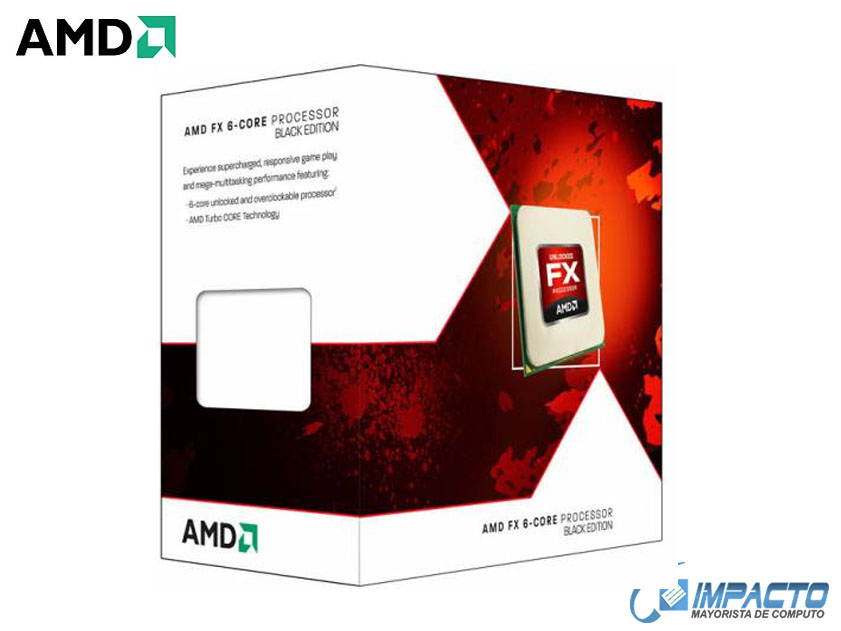 AMD
AMD FX 6-CORE PROCESSOR
BLACK EDITION
Experience supercharged, responsive game play
and mega-multitasking performance featuring:
-6-core unlocked and overclockable processor¹
- AMD Turbo CORE Technology
UNLOCKED
FX
PROCESSOR
AMD
AMD
AMD FX 6-CORE PROCESSOR
BLACK EDITION
IMPACTO
MAYORISTA DE COMPUTO